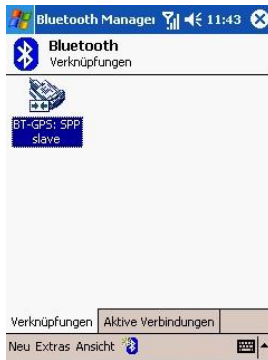 Bluetooth Manager 11:43
Bluetooth
Verknüpfungen
BT-GPS: SPP
slave
Verknüpfungen Aktive Verbindungen
Neu Extras Ansicht